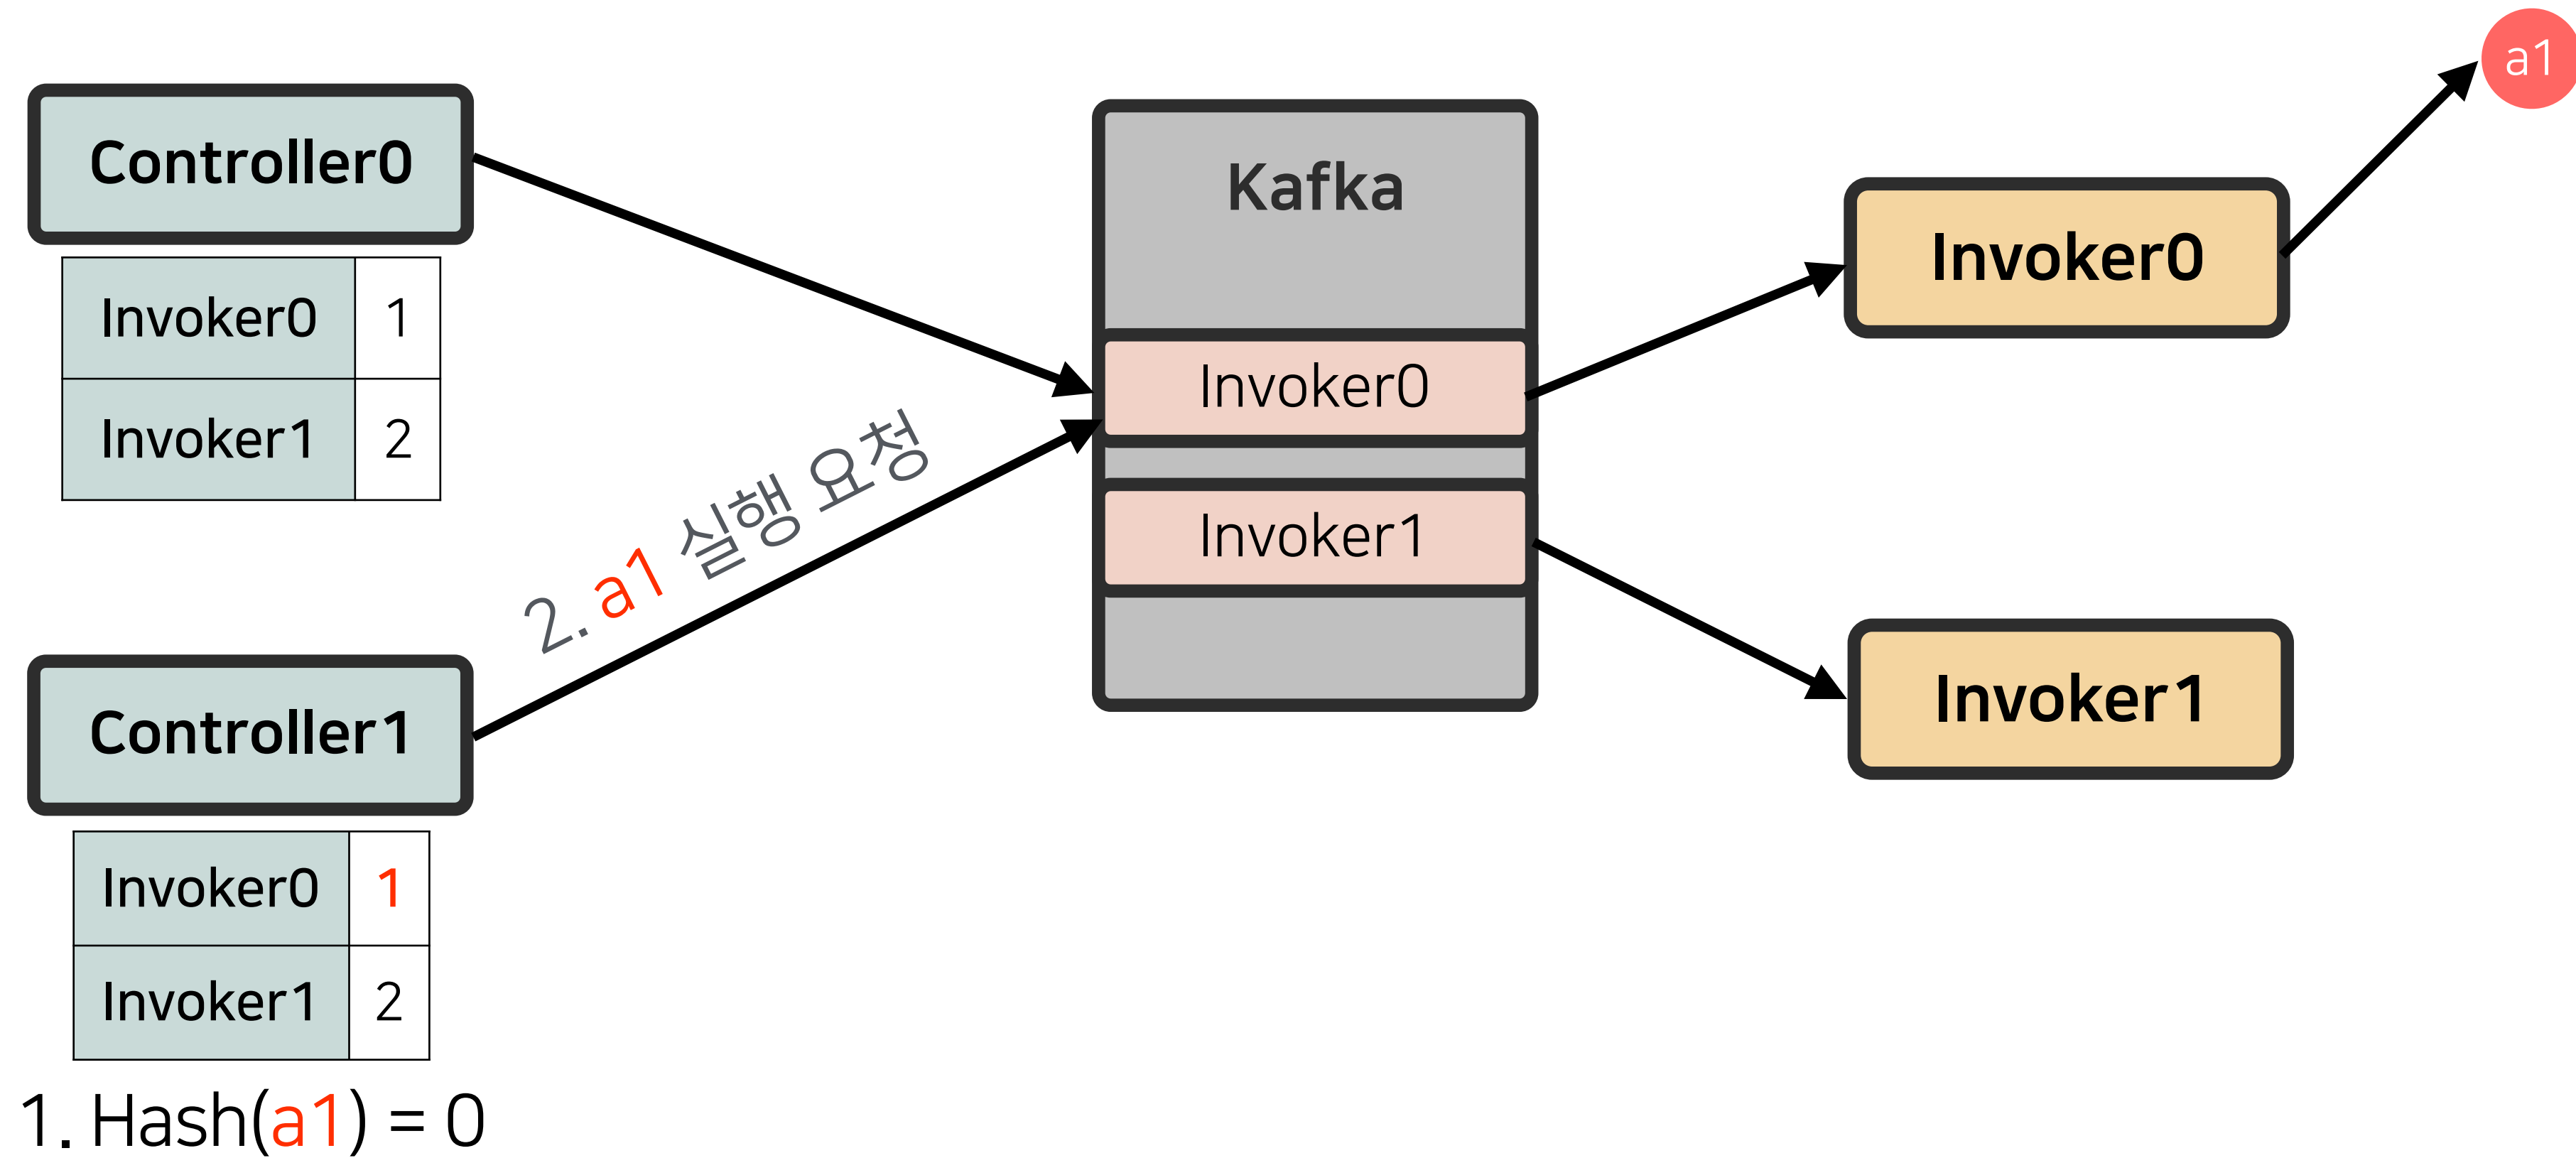 Controller0
Invoker0 1
Invoker1 2
2. a1 실행 요청
Controller1
Invoker0 1
Invoker1 2
1. Hash(a1) = 0
Kafka
Invoker0
Invoker1
Invoker0
Invoker1
a1